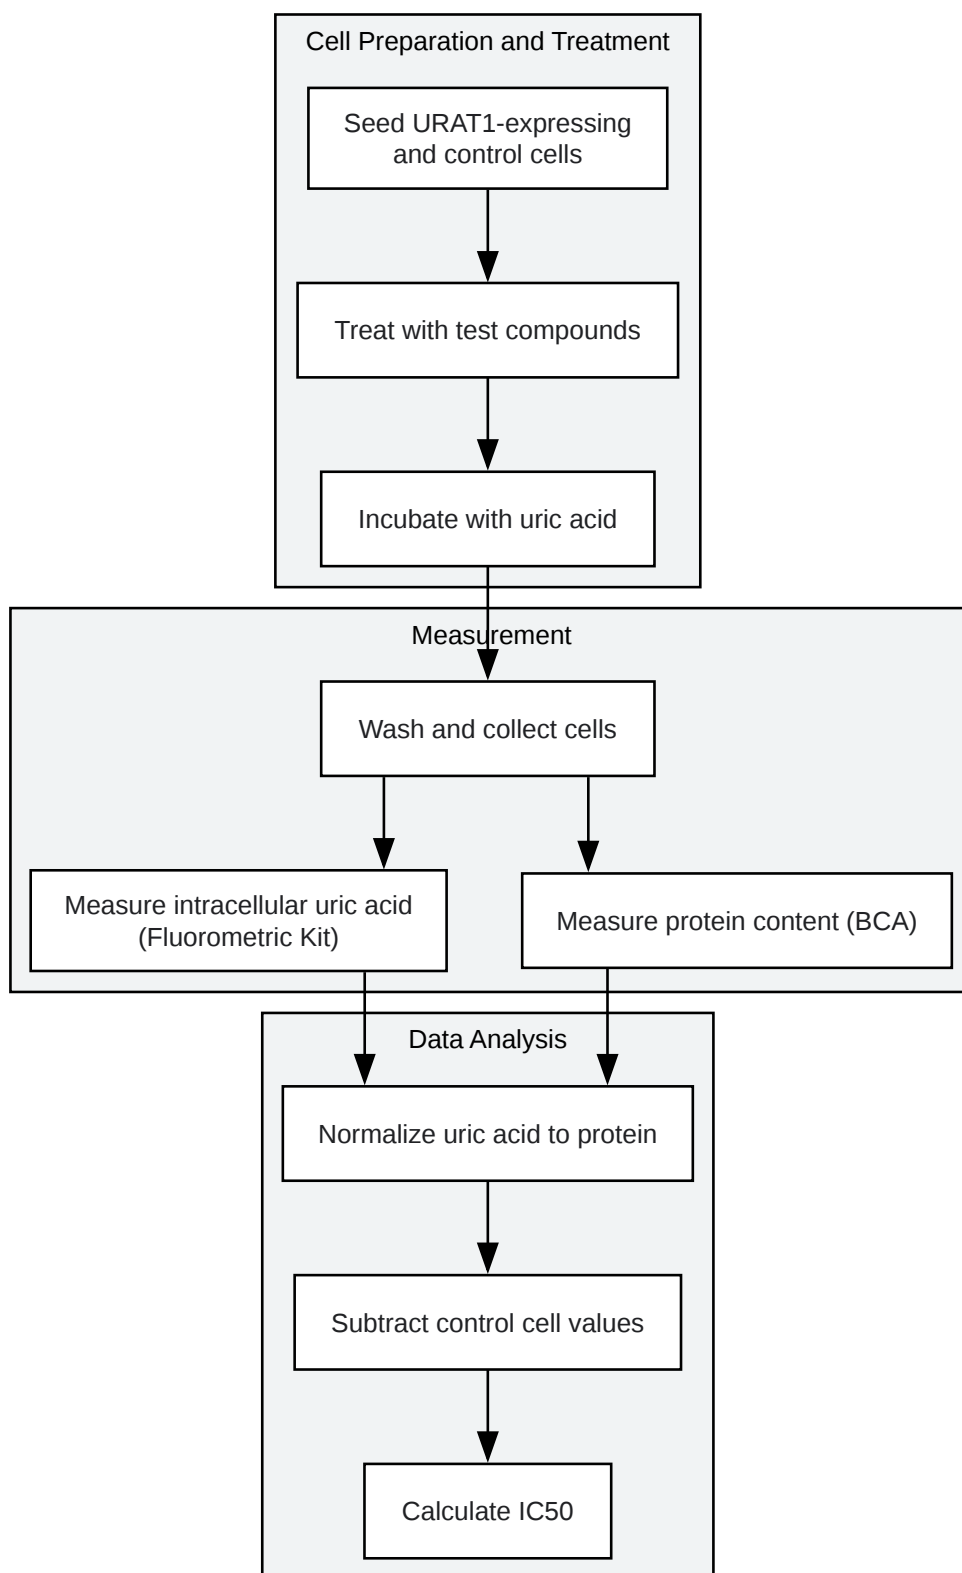 Cell Preparation and Treatment
Seed URAT1-expressing
and control cells
Treat with test compounds
Incubate with uric acid
Measurement
Wash and collect cells
Measure intracellular uric acid
(Fluorometric Kit)
Measure protein content (BCA)
Data Analysis
Normalize uric acid to protein
Subtract control cell values
Calculate IC50